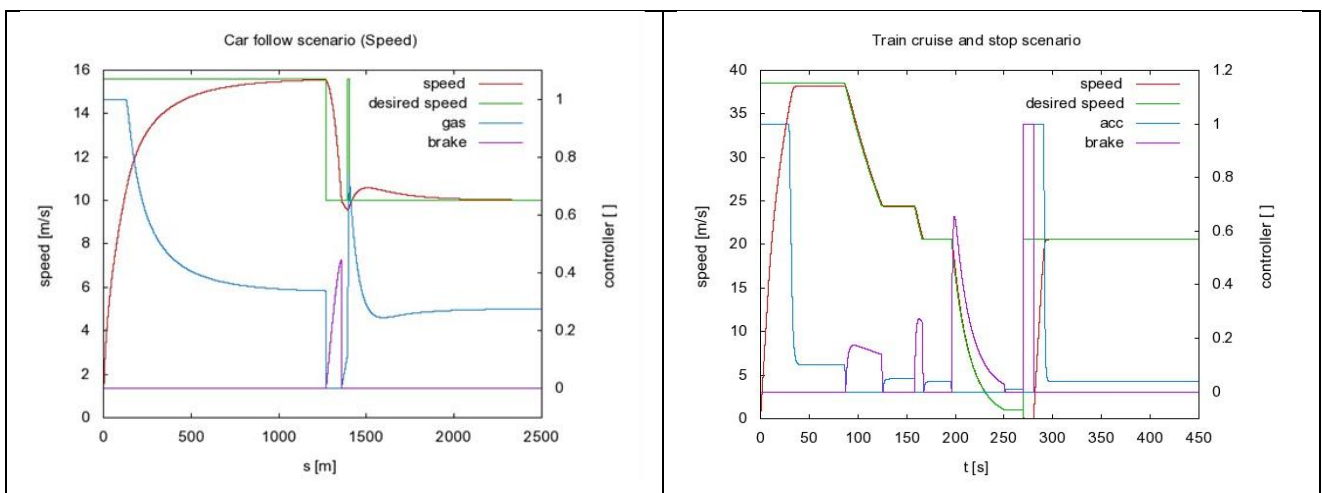 Car follow scenario (Speed)
16
14
12
10
8
6
4
2
0
speed [m/s]
speed
desired speed
gas
brake
1
0.8
0.6
0.4
0.2
0
controller [ ]
0 500 1000 1500 2000 2500
s [m]
Train cruise and stop scenario
40
35
30
25
20
15
10
5
0
speed [m/s]
speed
desired speed
acc
brake
1.2
1
0.8
0.6
0.4
0.2
0
controller [ ]
0 50 100 150 200 250 300 350 400 450
t [s]